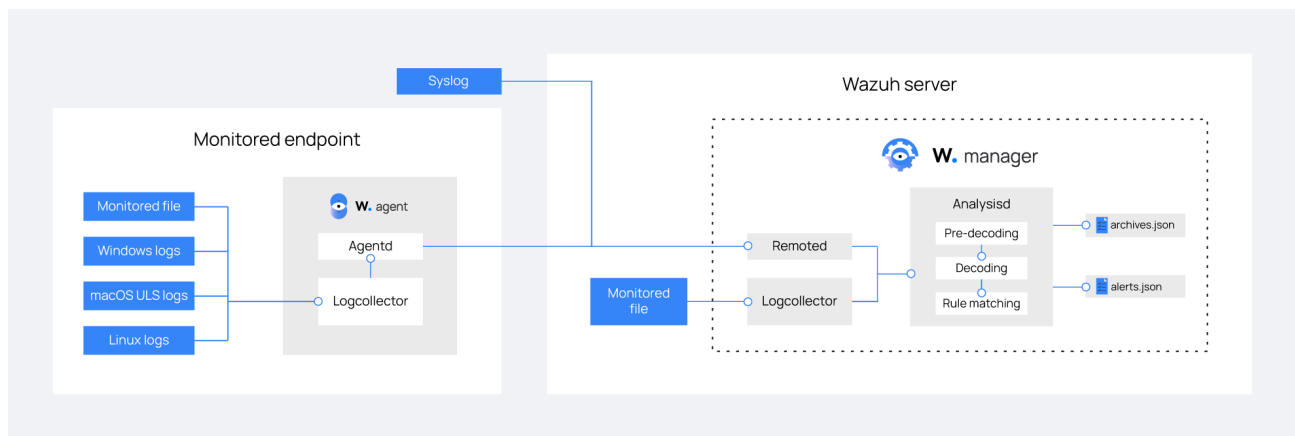 Syslog
Monitored endpoint
Monitored file
Windows logs
macOS ULS logs
Linux logs
W. agent
Agentd
Logcollector
Wazuh server
W. manager
Monitored
file
Remoted
Logcollector
Analysisd
Pre-decoding
Decoding
Rule matching
archives.json
alerts.json